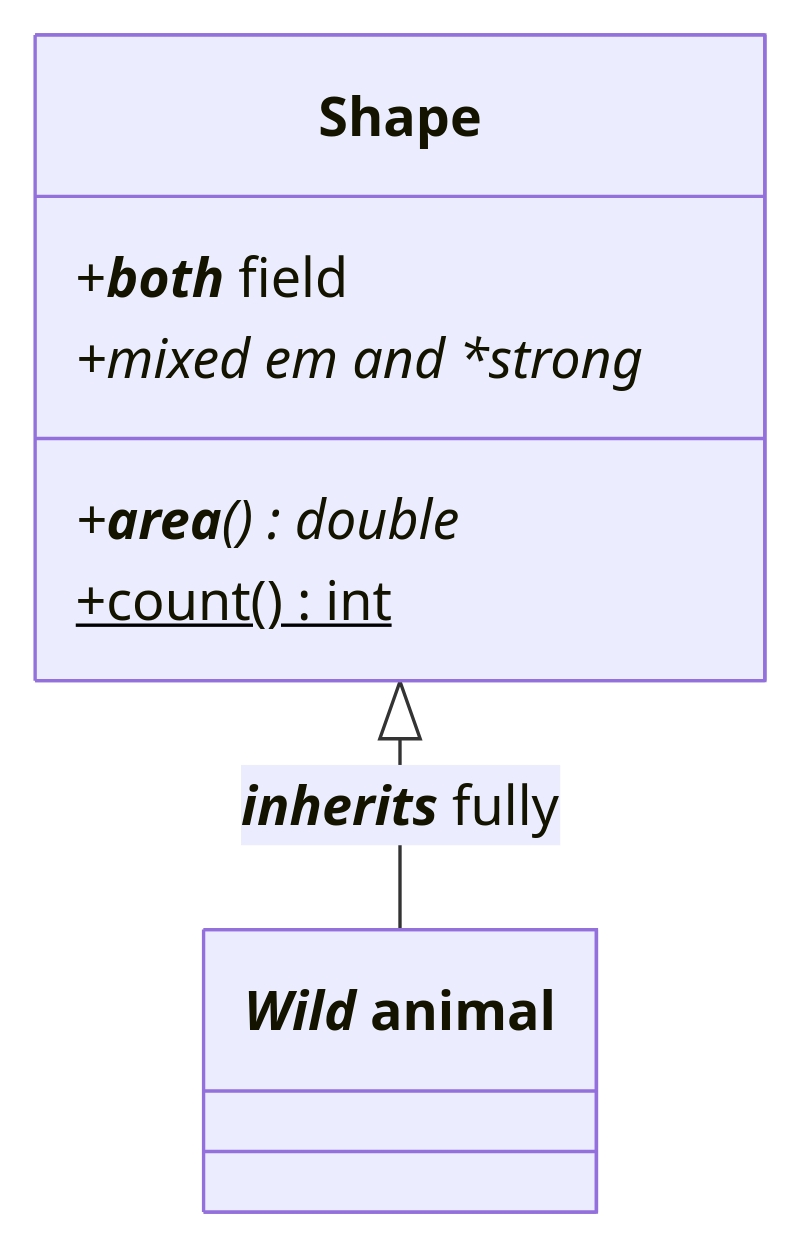 Shape
+both field
+mixed em and *strong
+area() : double
+count() : int
inherits fully
Wild animal